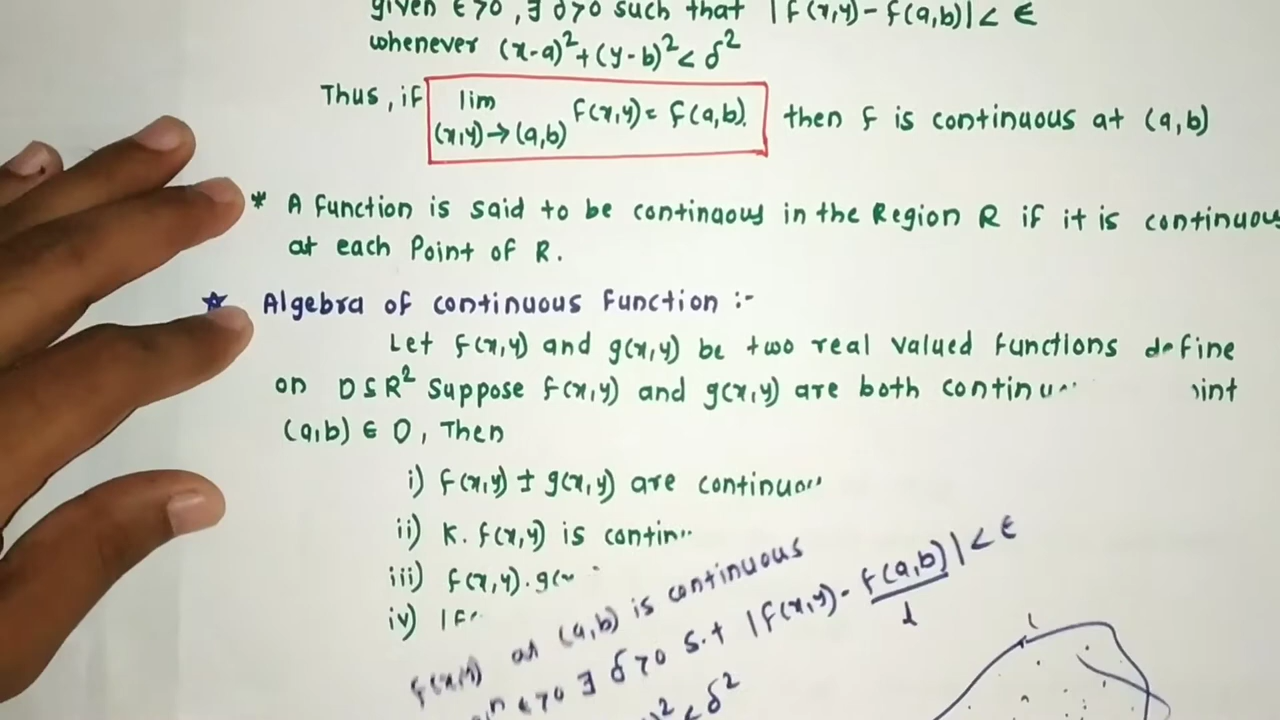 given ϵ>0, ∃ δ>0 such that |f(x,y) - f(a,b)| < ϵ
whenever (x-a)²+(y-b)² < δ²
Thus, if lim (x,y)→(a,b) f(x,y) = f(a,b). then f is continuous at (a,b)
* A function is said to be continuous in the Region R if it is continuous
at each Point of R.
★ Algebra of continuous Function :-
Let f(x,y) and g(x,y) be two real valued functions define
on D⊆R² Suppose f(x,y) and g(x,y) are both
(a,b) ∈ D, Then
i) f(x,y) ± g(x,y) are continuous
ii) K. f(x,y) is
iii) f(x,y).
iv)
f(x,y) at (a,b) is continuous
ϵ>0 ∃ δ>0 s.t |f(x,y) - f(a,b)| < ϵ
l
² < δ²